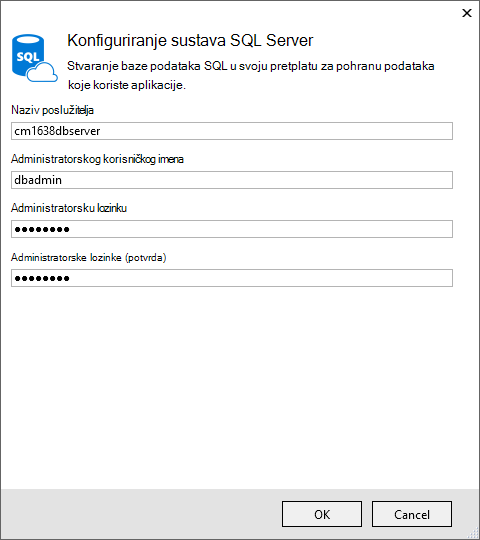 Konfiguriranje sustava SQL Server
SQL
Stvaranje baze podataka SQL u svoju pretplatu za pohranu podataka
koje koriste aplikacije.
Naziv poslužitelja
cm1638dbserver
Administratorskog korisničkog imena
dbadmin
Administratorsku lozinku
●●●●●●●●
Administratorske lozinke (potvrda)
●●●●●●●●
OK
Cancel